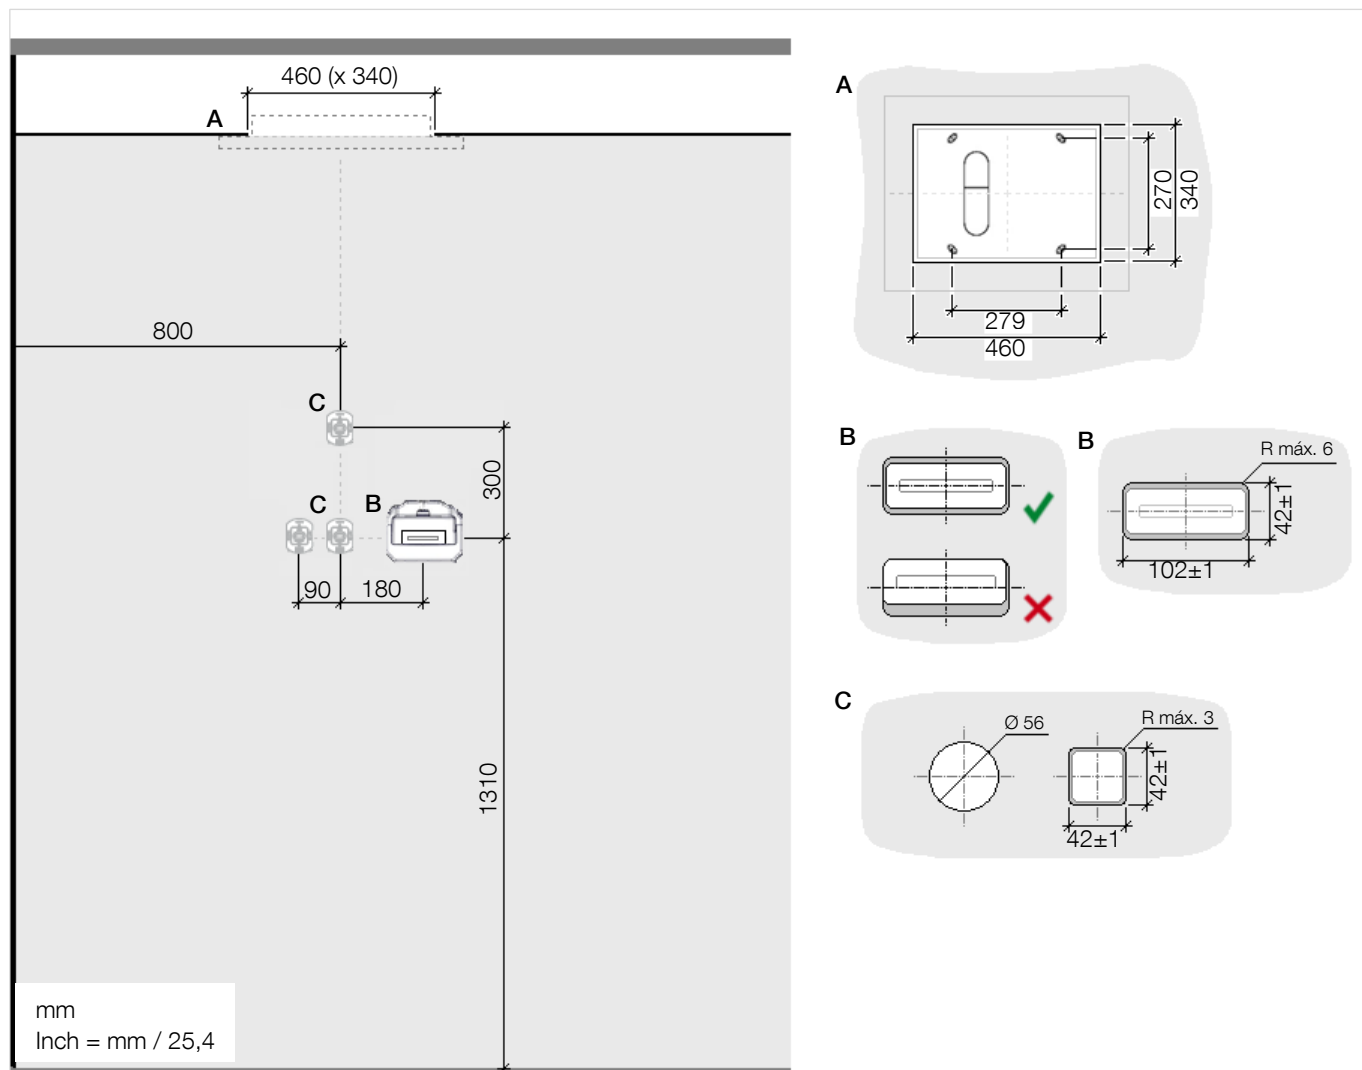 460 (x 340)
A
800
C
300
C
B
90
180
1310
mm
Inch = mm / 25,4
A
270
340
279
460
B
B
R máx. 6
42±1
102±1
C
Ø 56
R máx. 3
42±1
42±1